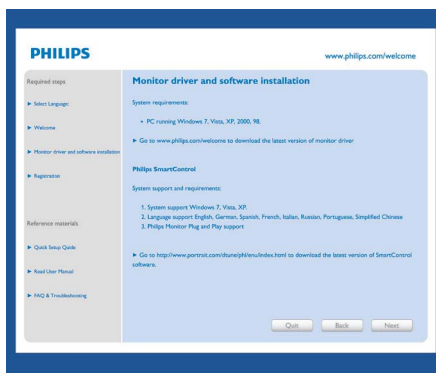 PHILIPS
www.philips.com/welcome
Required steps
► Select Language:
► Welcome
► Monitor driver and software installation
► Registration
Reference materials
► Quick Setup Quide
► Read User Manual
► FAQ & Troubleshooting
Monitor driver and software installation
System requirements:
• PC running Windows 7, Vista, XP, 2000, 98,
► Go to www.philips.com/welcome to download the latest version of monitor driver
Philips SmartControl
System support and requirements:
1. System support Windows 7, Vista, XP.
2. Language support English, German, Spanish, French, Italian, Russian, Portuguese, Simplified Chinese
3. Philips Monitor Plug and Play support
► Go to http://www.portrait.com/dtune/phl/enu/index.html to download the latest version of SmartControl
software.
Quit
Back
Next